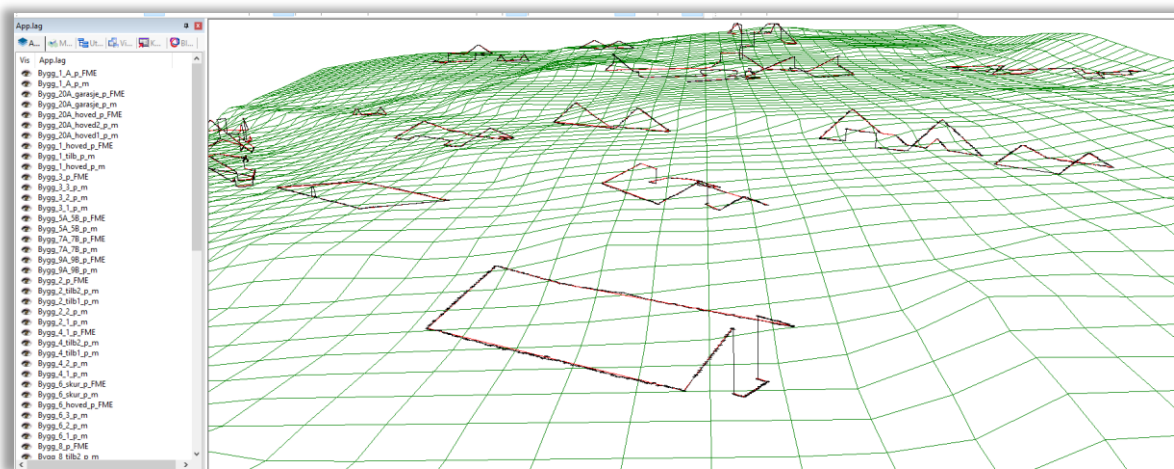 App.lag
A... M... Ut... Vi... K... Bl...
Vis App.lag
Bygg_1_A_p_FME
Bygg_1_A_p_m
Bygg_20A_garasje_p_FME
Bygg_20A_garasje_p_m
Bygg_20A_hoved_p_FME
Bygg_20A_hoved2_p_m
Bygg_20A_hoved1_p_m
Bygg_1_hoved_p_FME
Bygg_1_tilb_p_m
Bygg_1_hoved_p_m
Bygg_3_p_FME
Bygg_3_3_p_m
Bygg_3_2_p_m
Bygg_3_1_p_m
Bygg_5A_5B_p_FME
Bygg_5A_5B_p_m
Bygg_7A_7B_p_FME
Bygg_7A_7B_p_m
Bygg_9A_9B_p_FME
Bygg_9A_9B_p_m
Bygg_2_p_FME
Bygg_2_tilb2_p_m
Bygg_2_tilb1_p_m
Bygg_2_2_p_m
Bygg_2_1_p_m
Bygg_4_1_p_FME
Bygg_4_tilb2_p_m
Bygg_4_tilb1_p_m
Bygg_4_2_p_m
Bygg_4_1_p_m
Bygg_6_skur_p_FME
Bygg_6_skur_p_m
Bygg_6_hoved_p_FME
Bygg_6_3_p_m
Bygg_6_2_p_m
Bygg_6_1_p_m
Bygg_8_p_FME
Bygg_8_tilb2_p_m